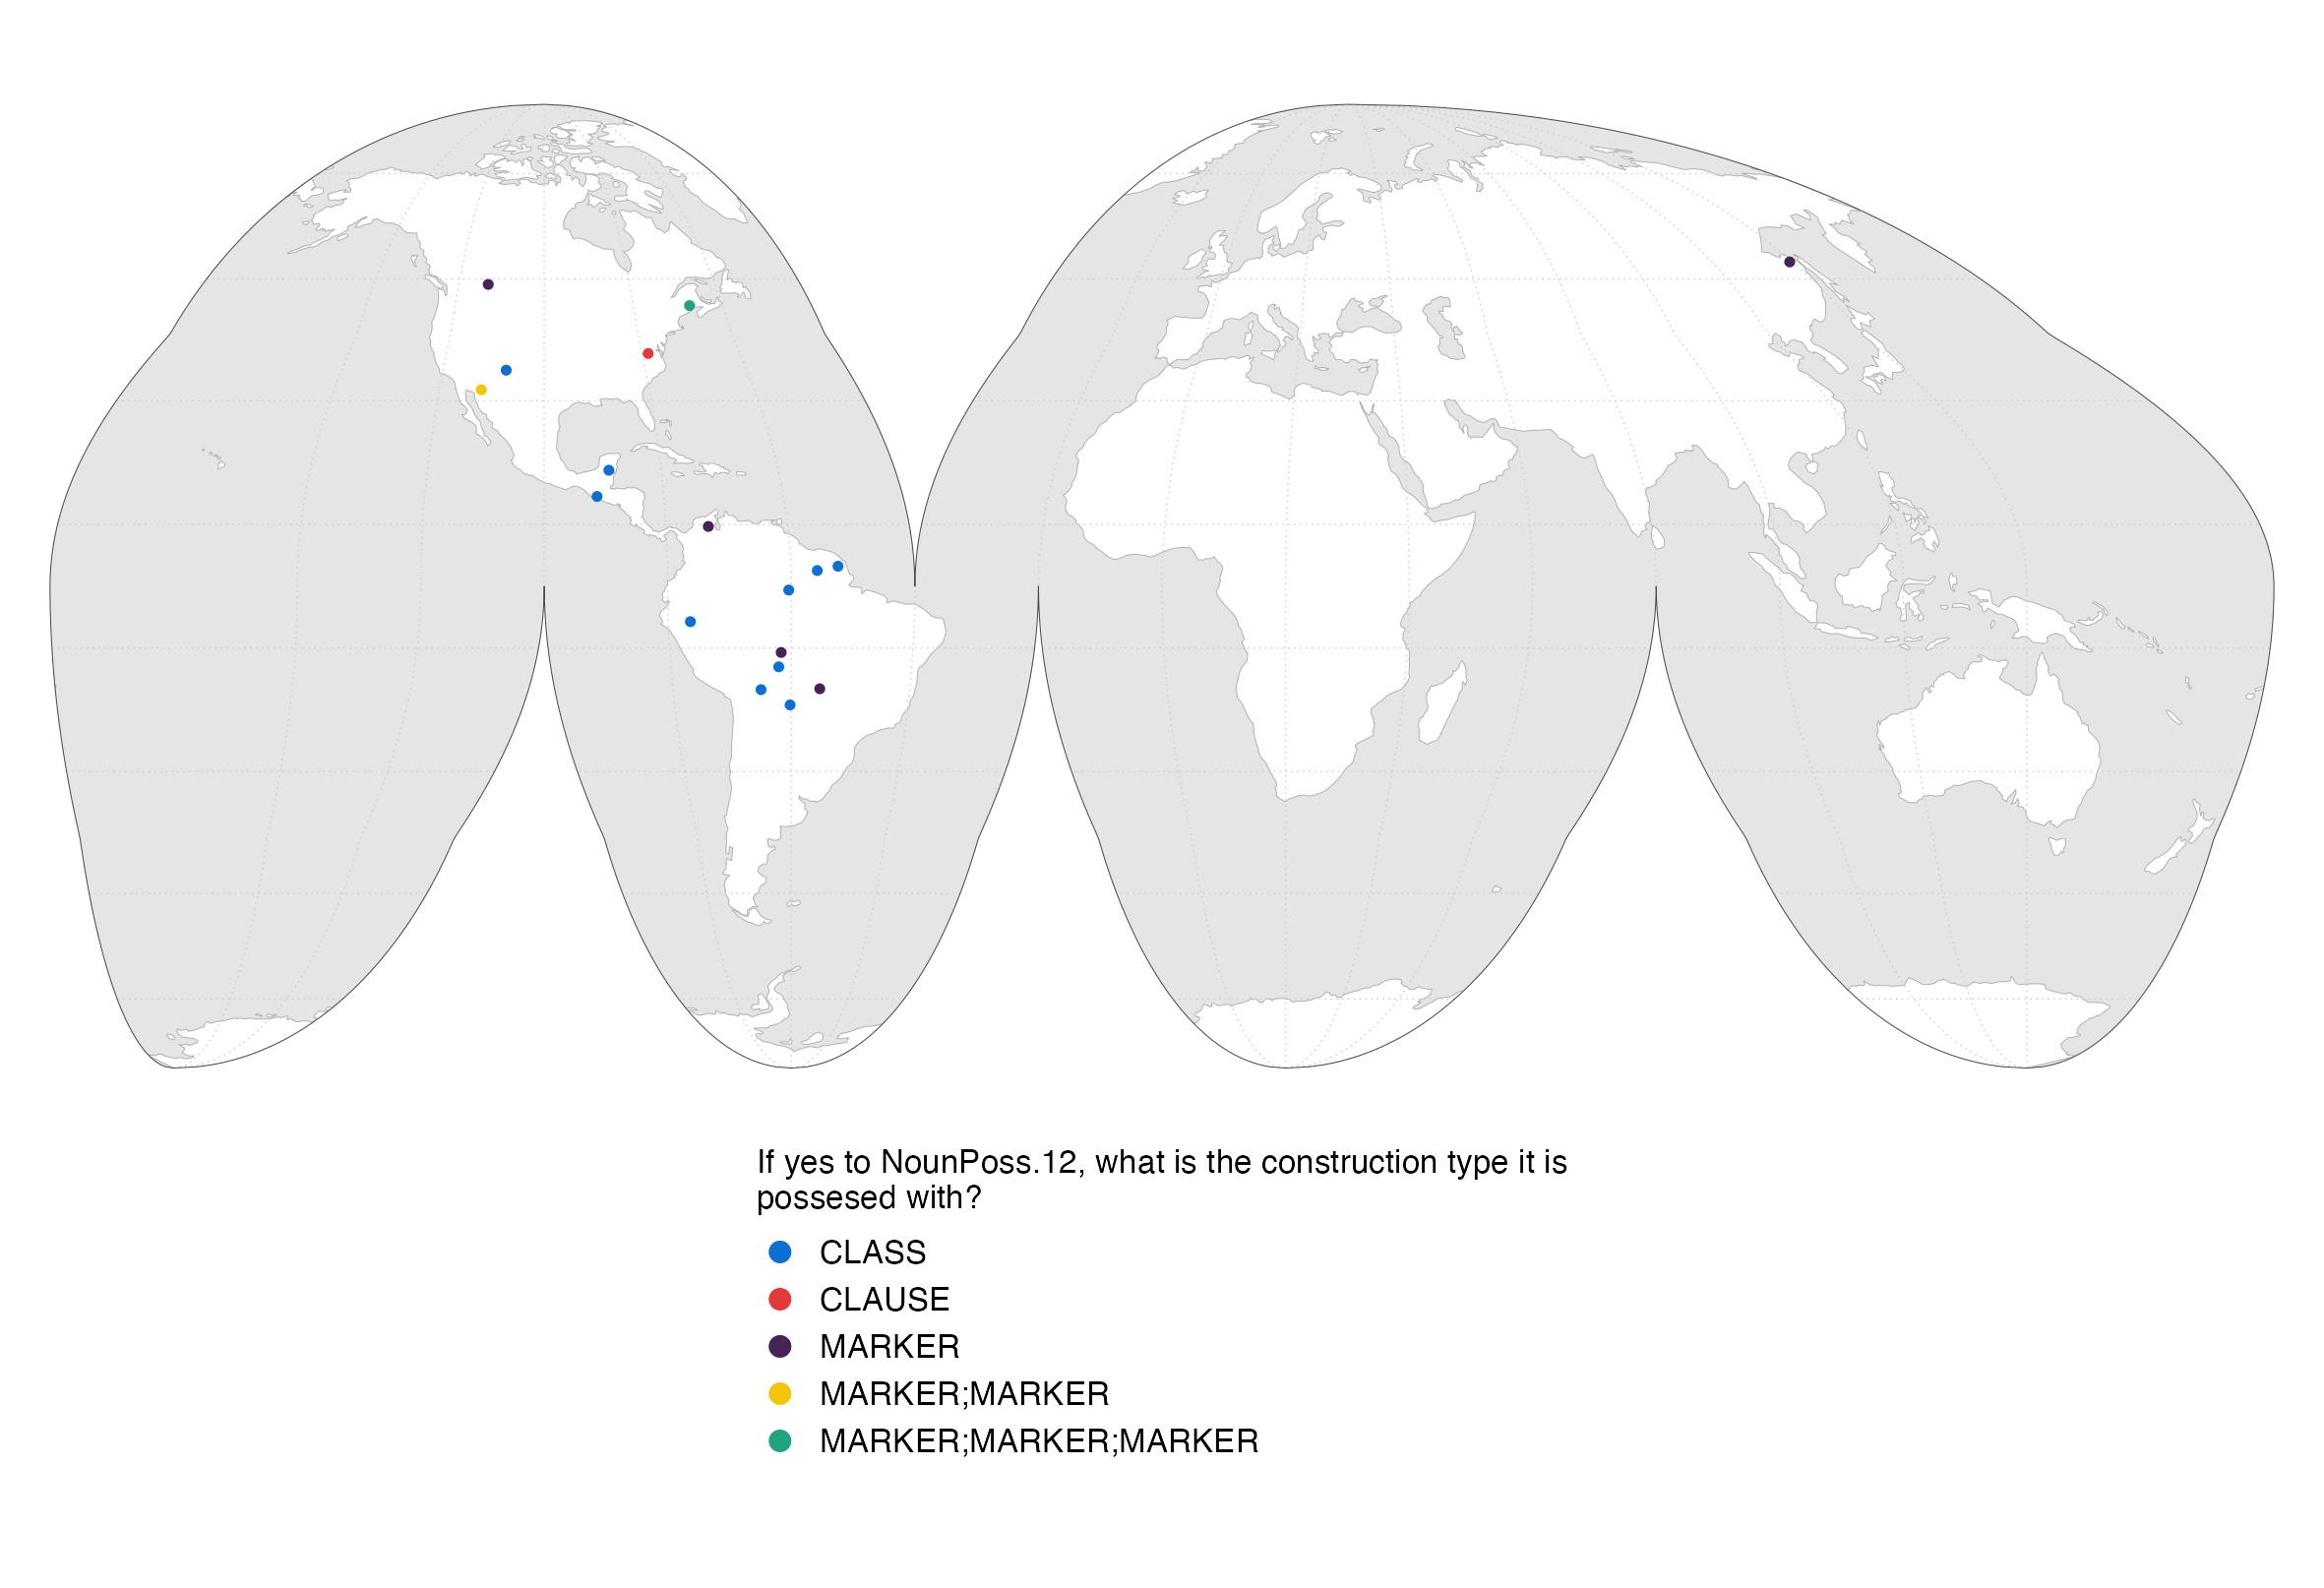 If yes to NounPoss.12, what is the construction type it is
possesed with?
CLASS
CLAUSE
MARKER
MARKER;MARKER
MARKER;MARKER;MARKER